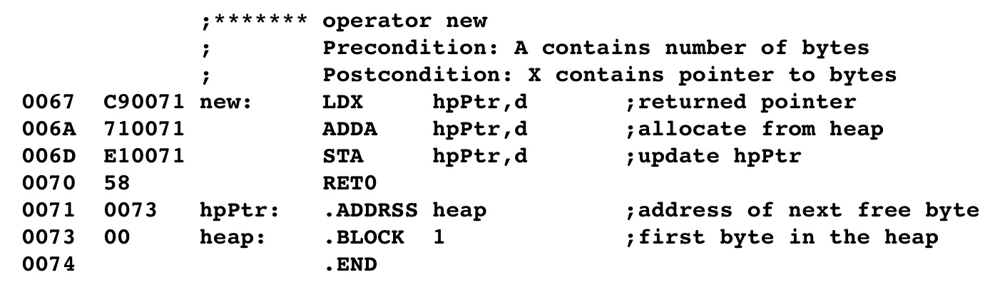 ;******* operator new
;       Precondition: A contains number of bytes
;       Postcondition: X contains pointer to bytes
0067  C90071 new:     LDX     hpPtr,d       ;returned pointer
006A  710071          ADDA    hpPtr,d       ;allocate from heap
006D  E10071          STA     hpPtr,d       ;update hpPtr
0070  58              RET0
0071  0073   hpPtr:   .ADDRSS heap          ;address of next free byte
0073  00     heap:    .BLOCK  1             ;first byte in the heap
0074                  .END